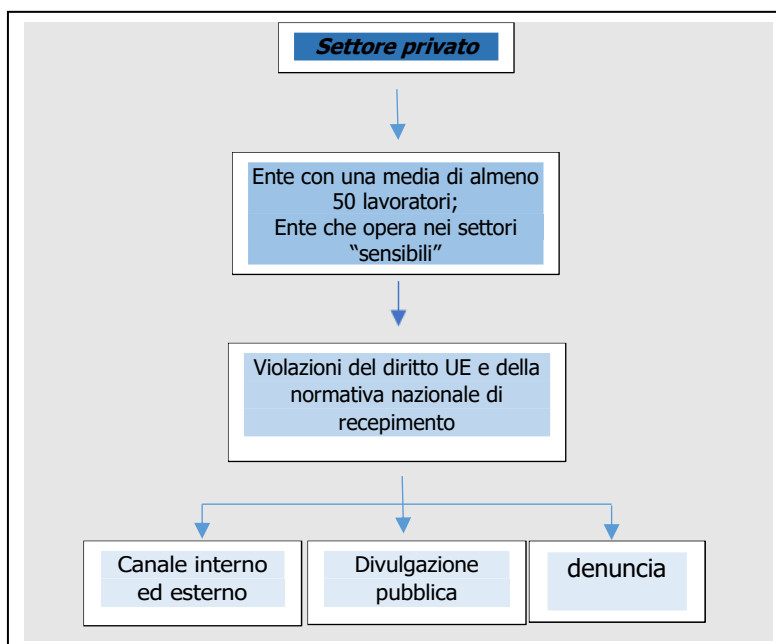 Settore privato
Ente con una media di almeno
50 lavoratori;
Ente che opera nei settori
“sensibili”
Violazioni del diritto UE e della
normativa nazionale di
recepimento
Canale interno
ed esterno
Divulgazione
pubblica
denuncia